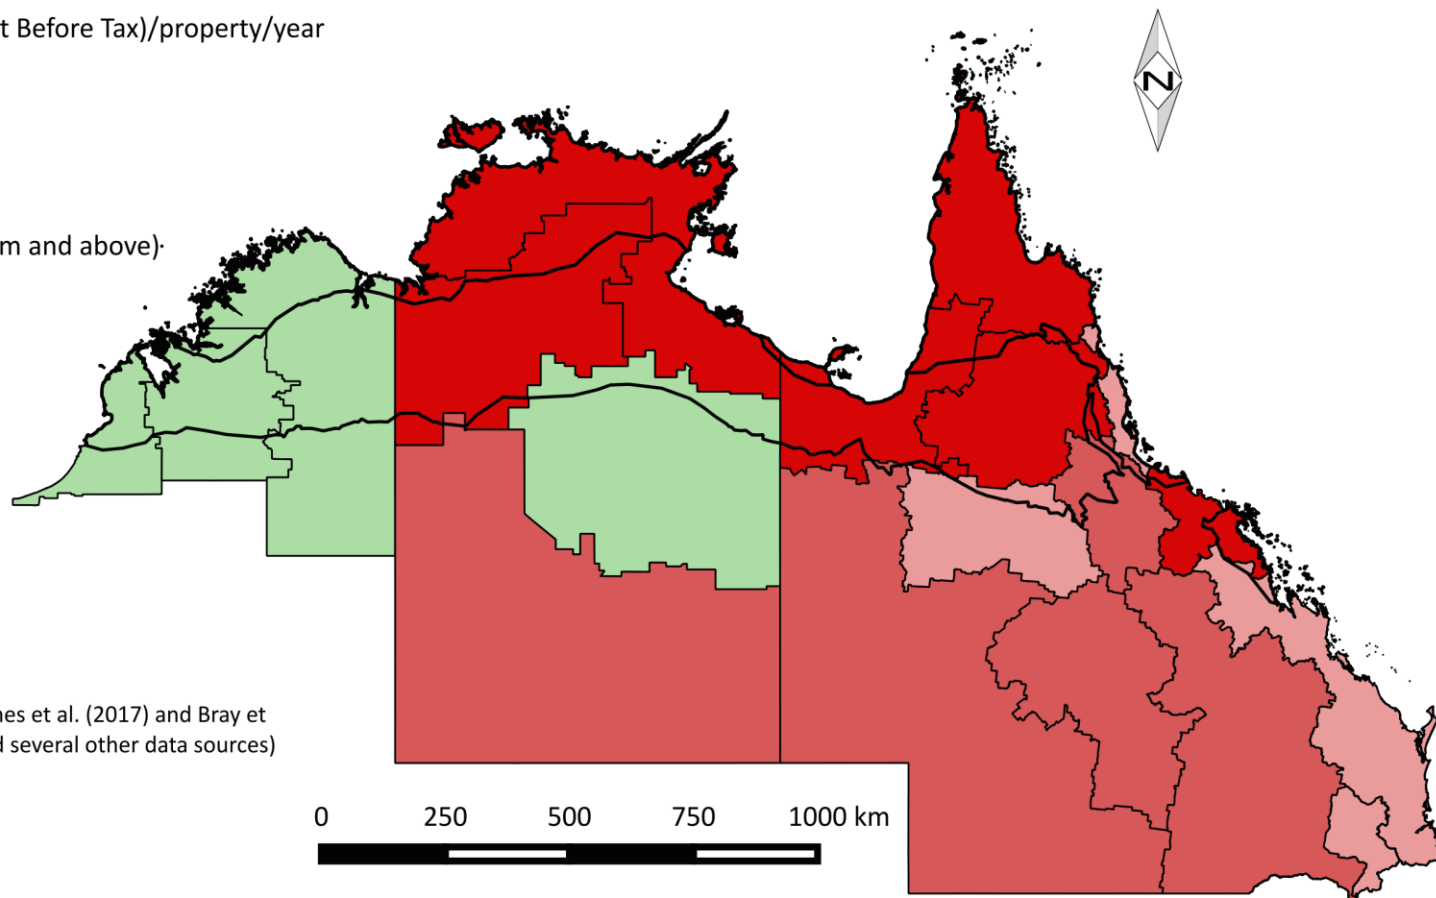 t Before Tax)/property/year
N
m and above)
nes et al. (2017) and Bray et
d several other data sources)
0 250 500 750 1000 km